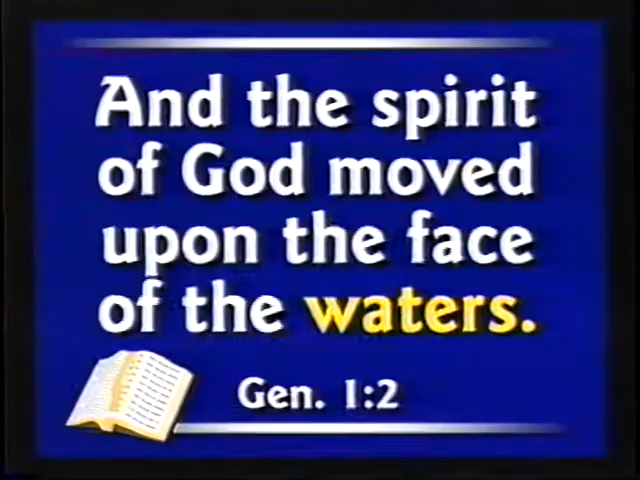 And the spirit
of God moved
upon the face
of the waters.
Gen. 1:2